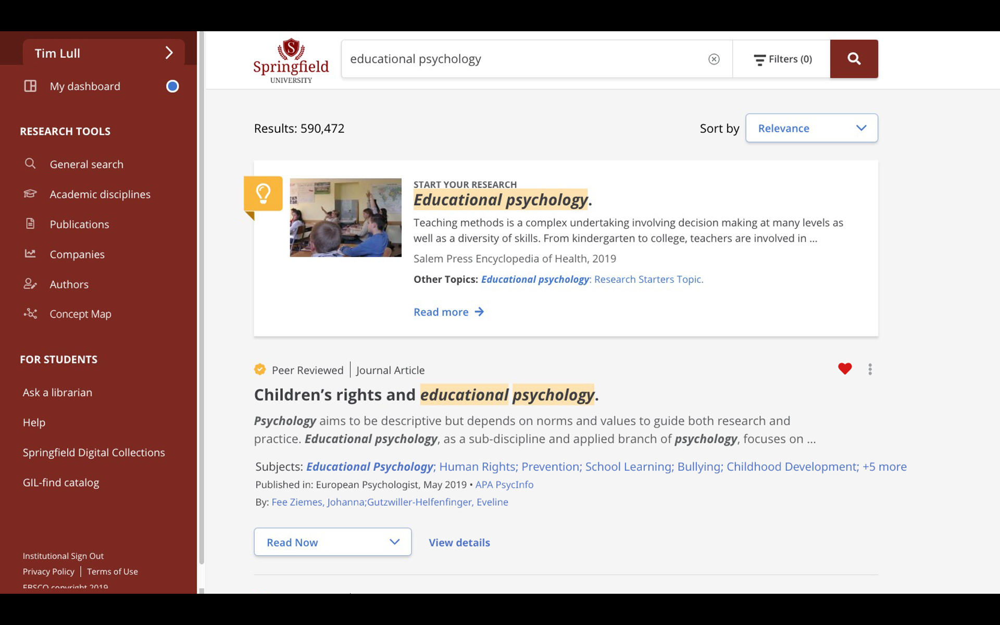 Tim Lull
My dashboard
RESEARCH TOOLS
General search
Academic disciplines
Publications
Companies
Authors
Concept Map
FOR STUDENTS
Ask a librarian
Help
Springfield Digital Collections
GIL-find catalog
Institutional Sign Out
Privacy Policy | Terms of Use
EBSCO copyright 2019
S
Springfield
UNIVERSITY
educational psychology
Filters (0)
Results: 590,472
Sort by
Relevance
START YOUR RESEARCH
Educational psychology.
Teaching methods is a complex undertaking involving decision making at many levels as
well as a diversity of skills. From kindergarten to college, teachers are involved in ...
Salem Press Encyclopedia of Health, 2019
Other Topics: Educational psychology: Research Starters Topic.
Read more
Peer Reviewed | Journal Article
Children’s rights and educational psychology.
Psychology aims to be descriptive but depends on norms and values to guide both research and
practice. Educational psychology, as a sub-discipline and applied branch of psychology, focuses on ...
Subjects: Educational Psychology; Human Rights; Prevention; School Learning; Bullying; Childhood Development; +5 more
Published in: European Psychologist, May 2019 • APA PsycInfo
By: Fee Ziemes, Johanna;Gutzwiller-Helfenfinger, Eveline
Read Now
View details